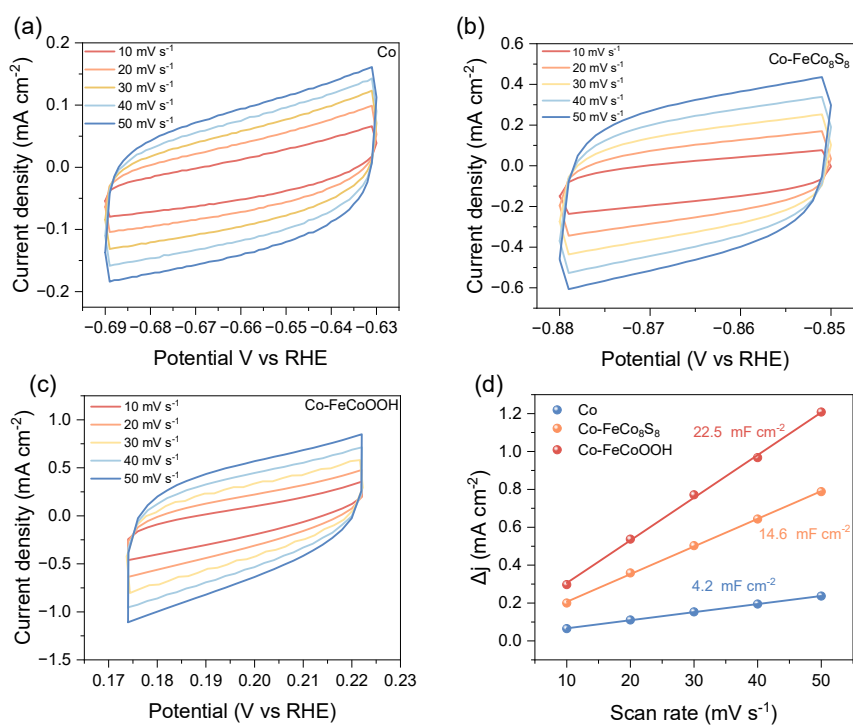 (a)
10 mV s⁻¹
20 mV s⁻¹
30 mV s⁻¹
40 mV s⁻¹
50 mV s⁻¹
Co
0.2
0.1
0.0
−0.1
−0.2
Current density (mA cm⁻²)
−0.69 −0.68 −0.67 −0.66 −0.65 −0.64 −0.63
Potential V vs RHE
(b)
10 mV s⁻¹
20 mV s⁻¹
30 mV s⁻¹
40 mV s⁻¹
50 mV s⁻¹
Co-FeCo₈S₈
0.6
0.4
0.2
0.0
−0.2
−0.4
−0.6
Current density (mA cm⁻²)
−0.88 −0.87 −0.86 −0.85
Potential (V vs RHE)
(c)
10 mV s⁻¹
20 mV s⁻¹
30 mV s⁻¹
40 mV s⁻¹
50 mV s⁻¹
Co-FeCoOOH
1.0
0.5
0.0
−0.5
−1.0
−1.5
Current density (mA cm⁻²)
0.17 0.18 0.19 0.20 0.21 0.22 0.23
Potential (V vs RHE)
(d)
Co
Co-FeCo₈S₈
Co-FeCoOOH
22.5 mF cm⁻²
14.6 mF cm⁻²
4.2 mF cm⁻²
1.2
1.0
0.8
0.6
0.4
0.2
0.0
Δj (mA cm⁻²)
10 20 30 40 50
Scan rate (mV s⁻¹)